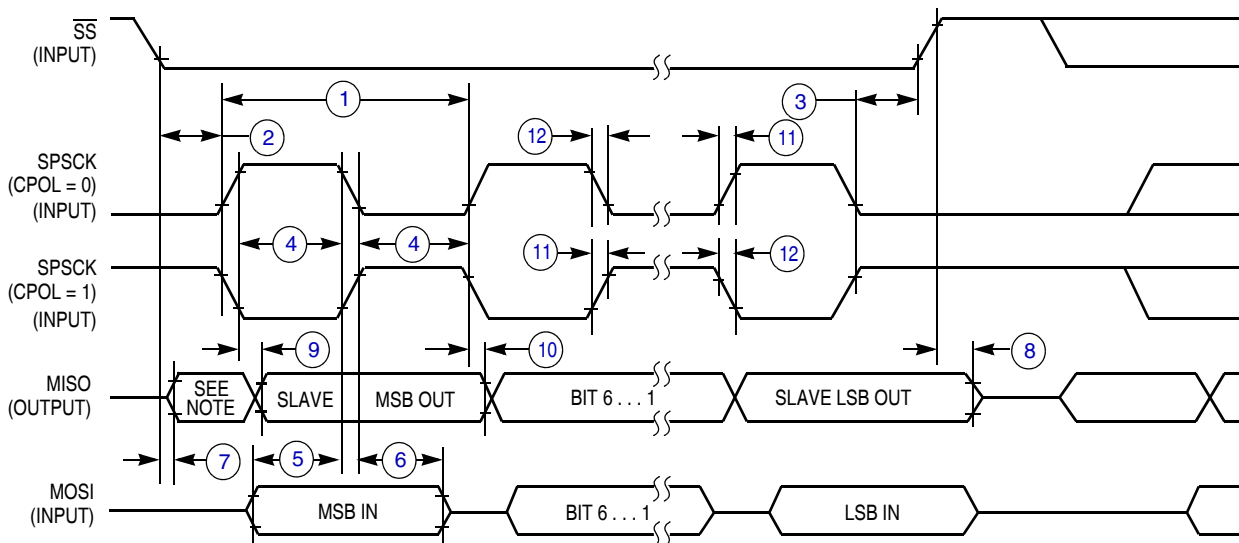 SS
(INPUT)
1
3
2
12
11
SPSCK
(CPOL = 0)
(INPUT)
4
4
11
12
SPSCK
(CPOL = 1)
(INPUT)
9
10
8
MISO
(OUTPUT)
SEE
NOTE
SLAVE
MSB OUT
BIT 6 . . . 1
SLAVE LSB OUT
7
5
6
MOSI
(INPUT)
MSB IN
BIT 6 . . . 1
LSB IN